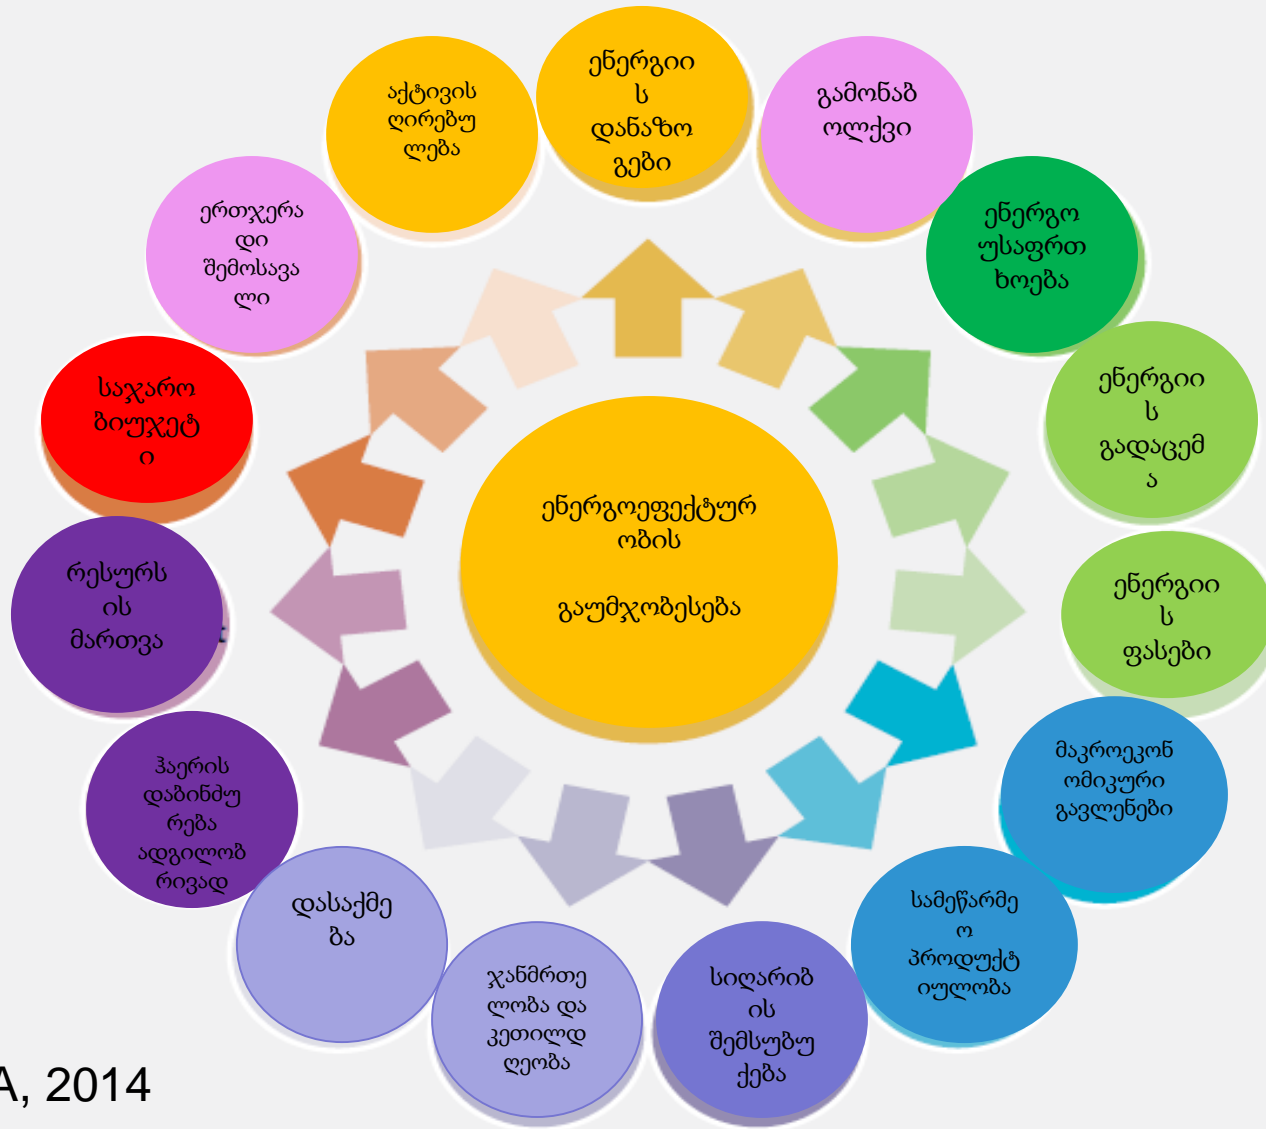 ენერგიი
ს
დანაზო
გები
გამონაბ
ოლქვი
ენერგო
უსაფრთ
ხოება
ენერგიი
ს
გადაცემ
ა
ენერგიი
ს
ფასები
მაკროეკონ
ომიკური
გავლენები
სამეწარმე
ო
პროდუქტ
იულობა
სიღარიბ
ის
შემსუბუ
ქება
ჯანმრთე
ლობა და
კეთილდ
ღეობა
დასაქმე
ბა
ჰაერის
დაბინძუ
რება
ადგილობ
რივად
რესურს
ის
მართვა
საჯარო
ბიუჯეტ
ი
ერთჯერა
დი
შემოსავა
ლი
აქტივის
ღირებუ
ლება
ენერგოეფექტურ
ობის
გაუმჯობესება
A, 2014